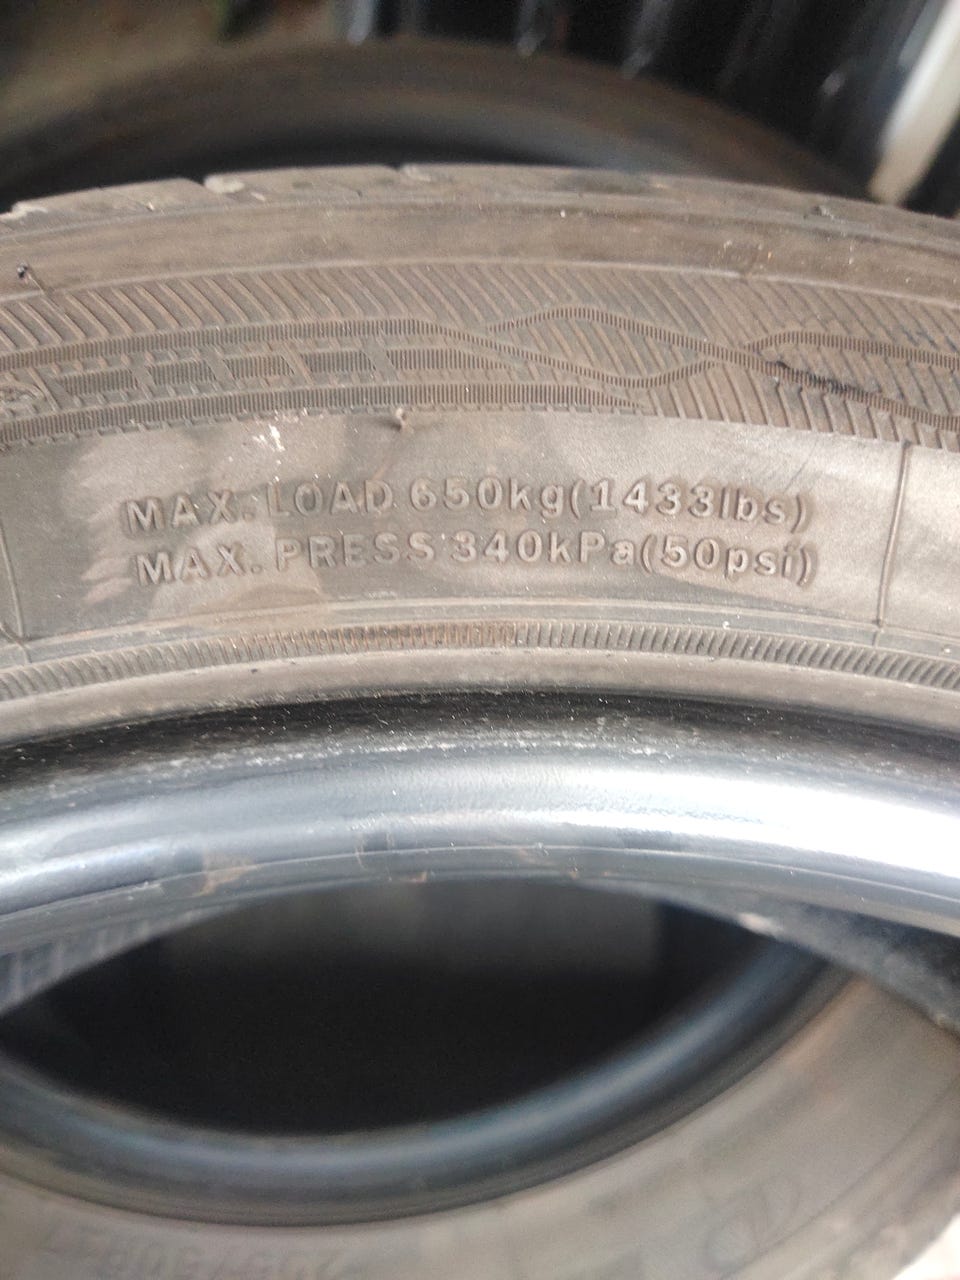 MAX. LOAD 650kg(1433lbs)
MAX. PRESS 340kPa(50psi)